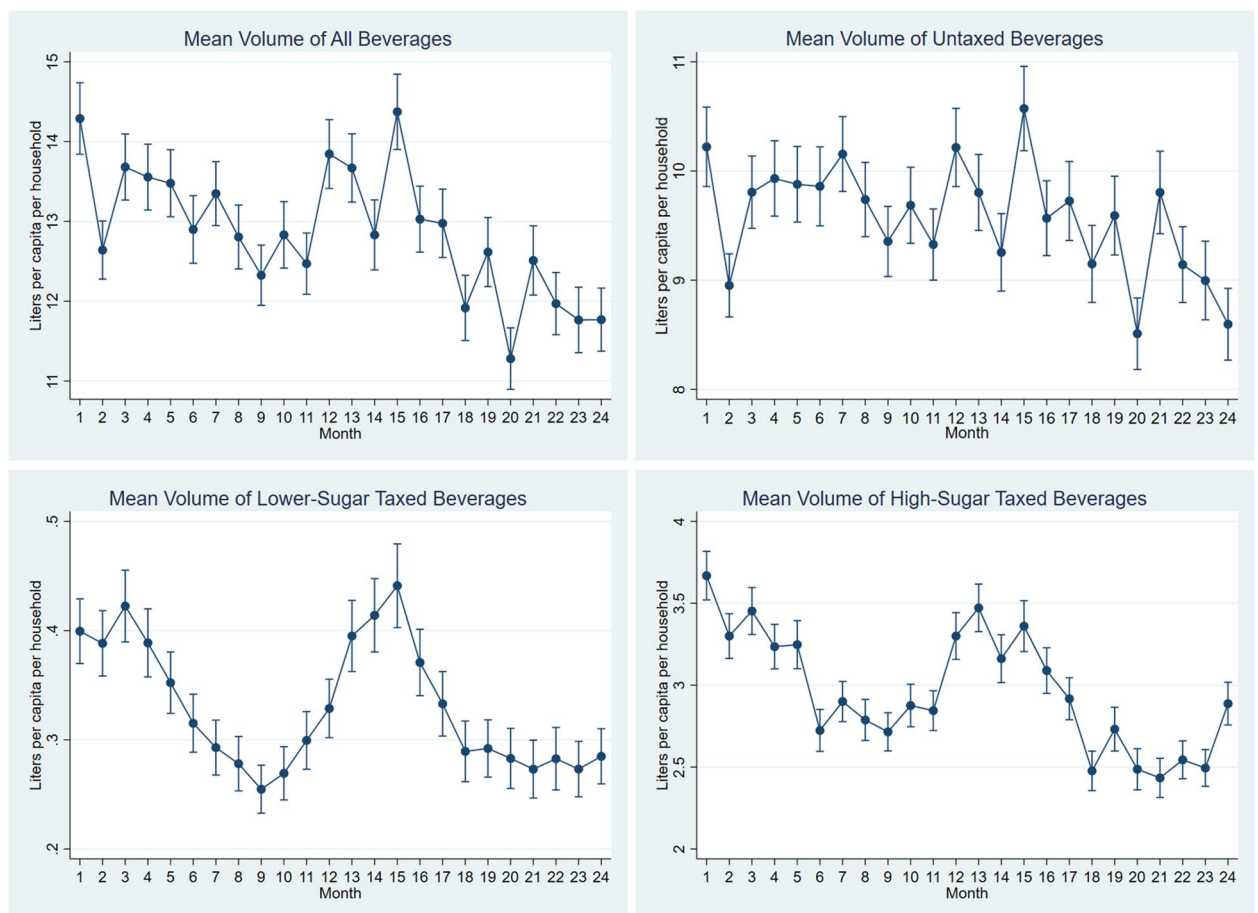 Mean Volume of All Beverages
Liters per capita per household
15
14
13
12
11
1 2 3 4 5 6 7 8 9 10 11 12 13 14 15 16 17 18 19 20 21 22 23 24
Month
Mean Volume of Untaxed Beverages
Liters per capita per household
11
10
9
8
1 2 3 4 5 6 7 8 9 10 11 12 13 14 15 16 17 18 19 20 21 22 23 24
Month
Mean Volume of Lower-Sugar Taxed Beverages
Liters per capita per household
.5
.4
.3
.2
1 2 3 4 5 6 7 8 9 10 11 12 13 14 15 16 17 18 19 20 21 22 23 24
Month
Mean Volume of High-Sugar Taxed Beverages
Liters per capita per household
4
3.5
3
2.5
2
1 2 3 4 5 6 7 8 9 10 11 12 13 14 15 16 17 18 19 20 21 22 23 24
Month